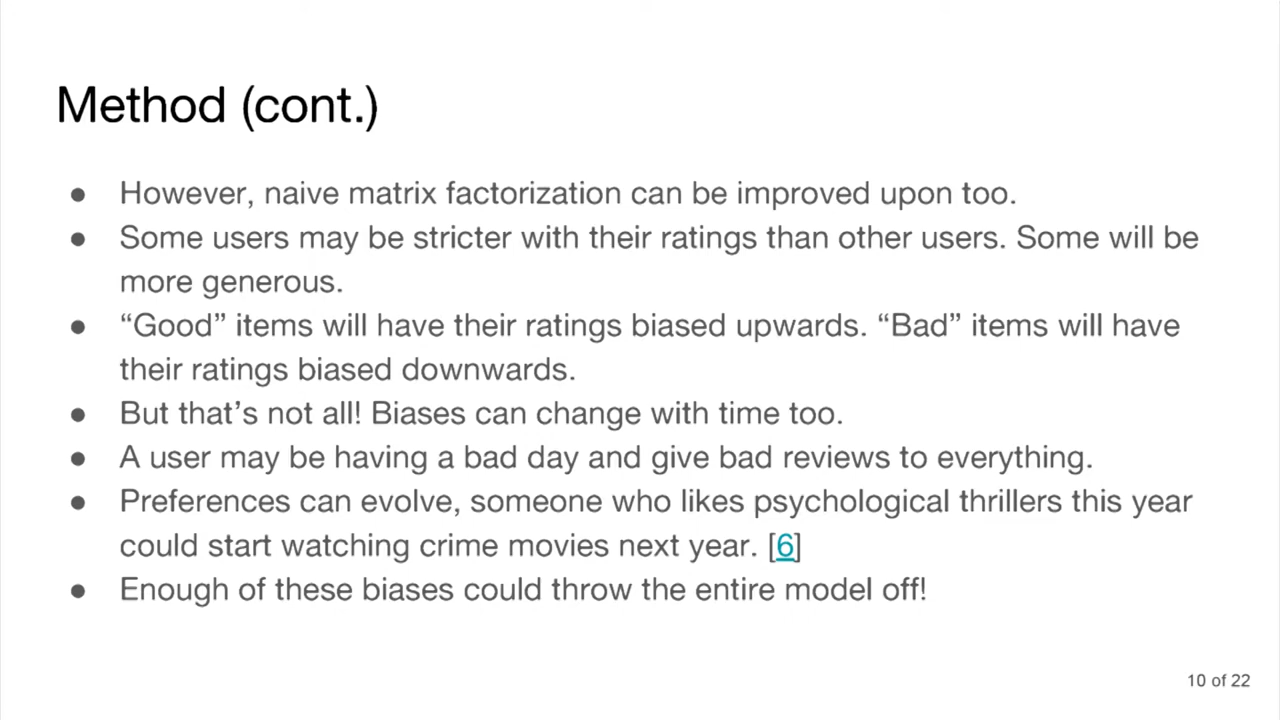 Method (cont.)
● However, naive matrix factorization can be improved upon too.
● Some users may be stricter with their ratings than other users. Some will be
more generous.
● “Good” items will have their ratings biased upwards. “Bad” items will have
their ratings biased downwards.
● But that’s not all! Biases can change with time too.
● A user may be having a bad day and give bad reviews to everything.
● Preferences can evolve, someone who likes psychological thrillers this year
could start watching crime movies next year. [6]
● Enough of these biases could throw the entire model off!
10 of 22